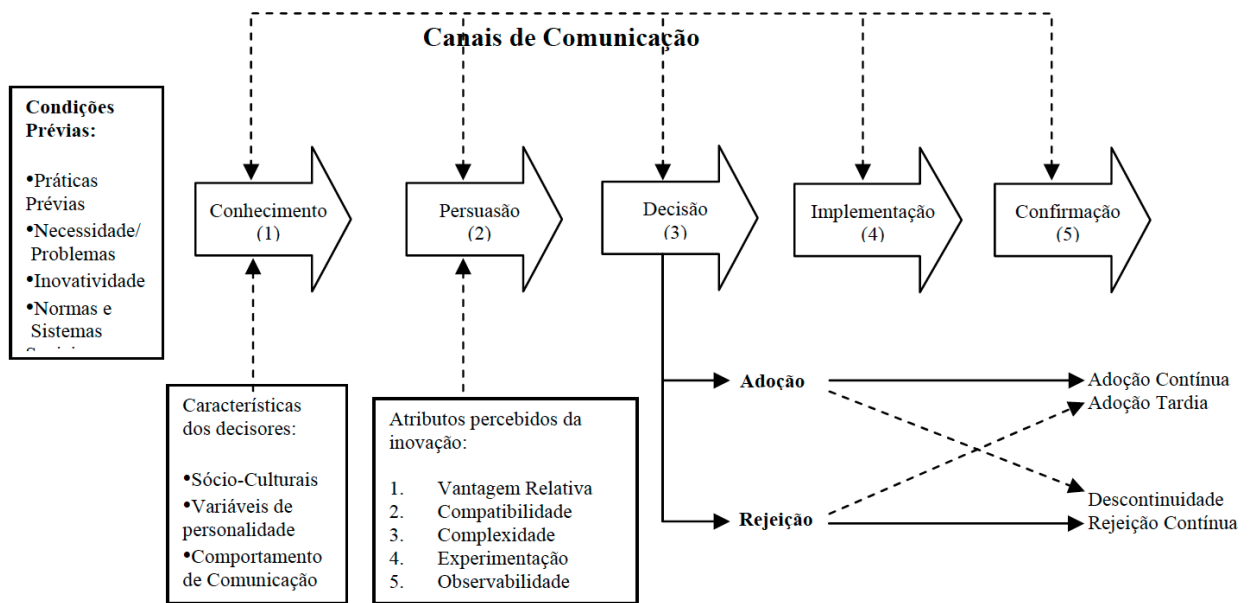 Canais de Comunicação
Condições
Prévias:
•Práticas
Prévias
•Necessidade/
Problemas
•Inovatividade
•Normas e
Sistemas
Conhecimento
(1)
Persuasão
(2)
Decisão
(3)
Implementação
(4)
Confirmação
(5)
Características
dos decisores:
•Sócio-Culturais
•Variáveis de
personalidade
•Comportamento
de Comunicação
Atributos percebidos da
inovação:
1. Vantagem Relativa
2. Compatibilidade
3. Complexidade
4. Experimentação
5. Observabilidade
Adoção
Rejeição
Adoção Contínua
Adoção Tardia
Descontinuidade
Rejeição Contínua